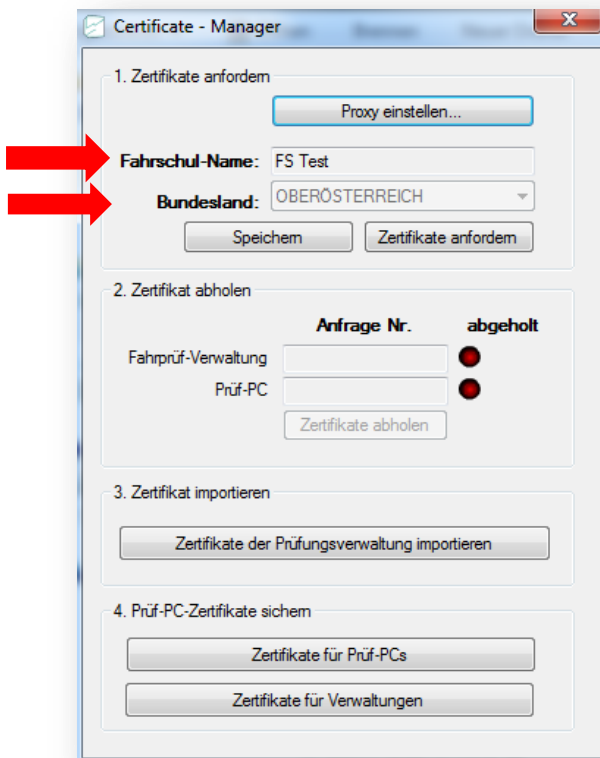 Certificate - Manager
1. Zertifikate anfordern
Proxy einstellen...
Fahrschul-Name: FS Test
Bundesland: OBERÖSTERREICH
Speichern Zertifikate anfordern
2. Zertifikat abholen
Anfrage Nr. abgeholt
Fahrprüf-Verwaltung
Prüf-PC
Zertifikate abholen
3. Zertifikat importieren
Zertifikate der Prüfungsverwaltung importieren
4. Prüf-PC-Zertifikate sichern
Zertifikate für Prüf-PCs
Zertifikate für Verwaltungen